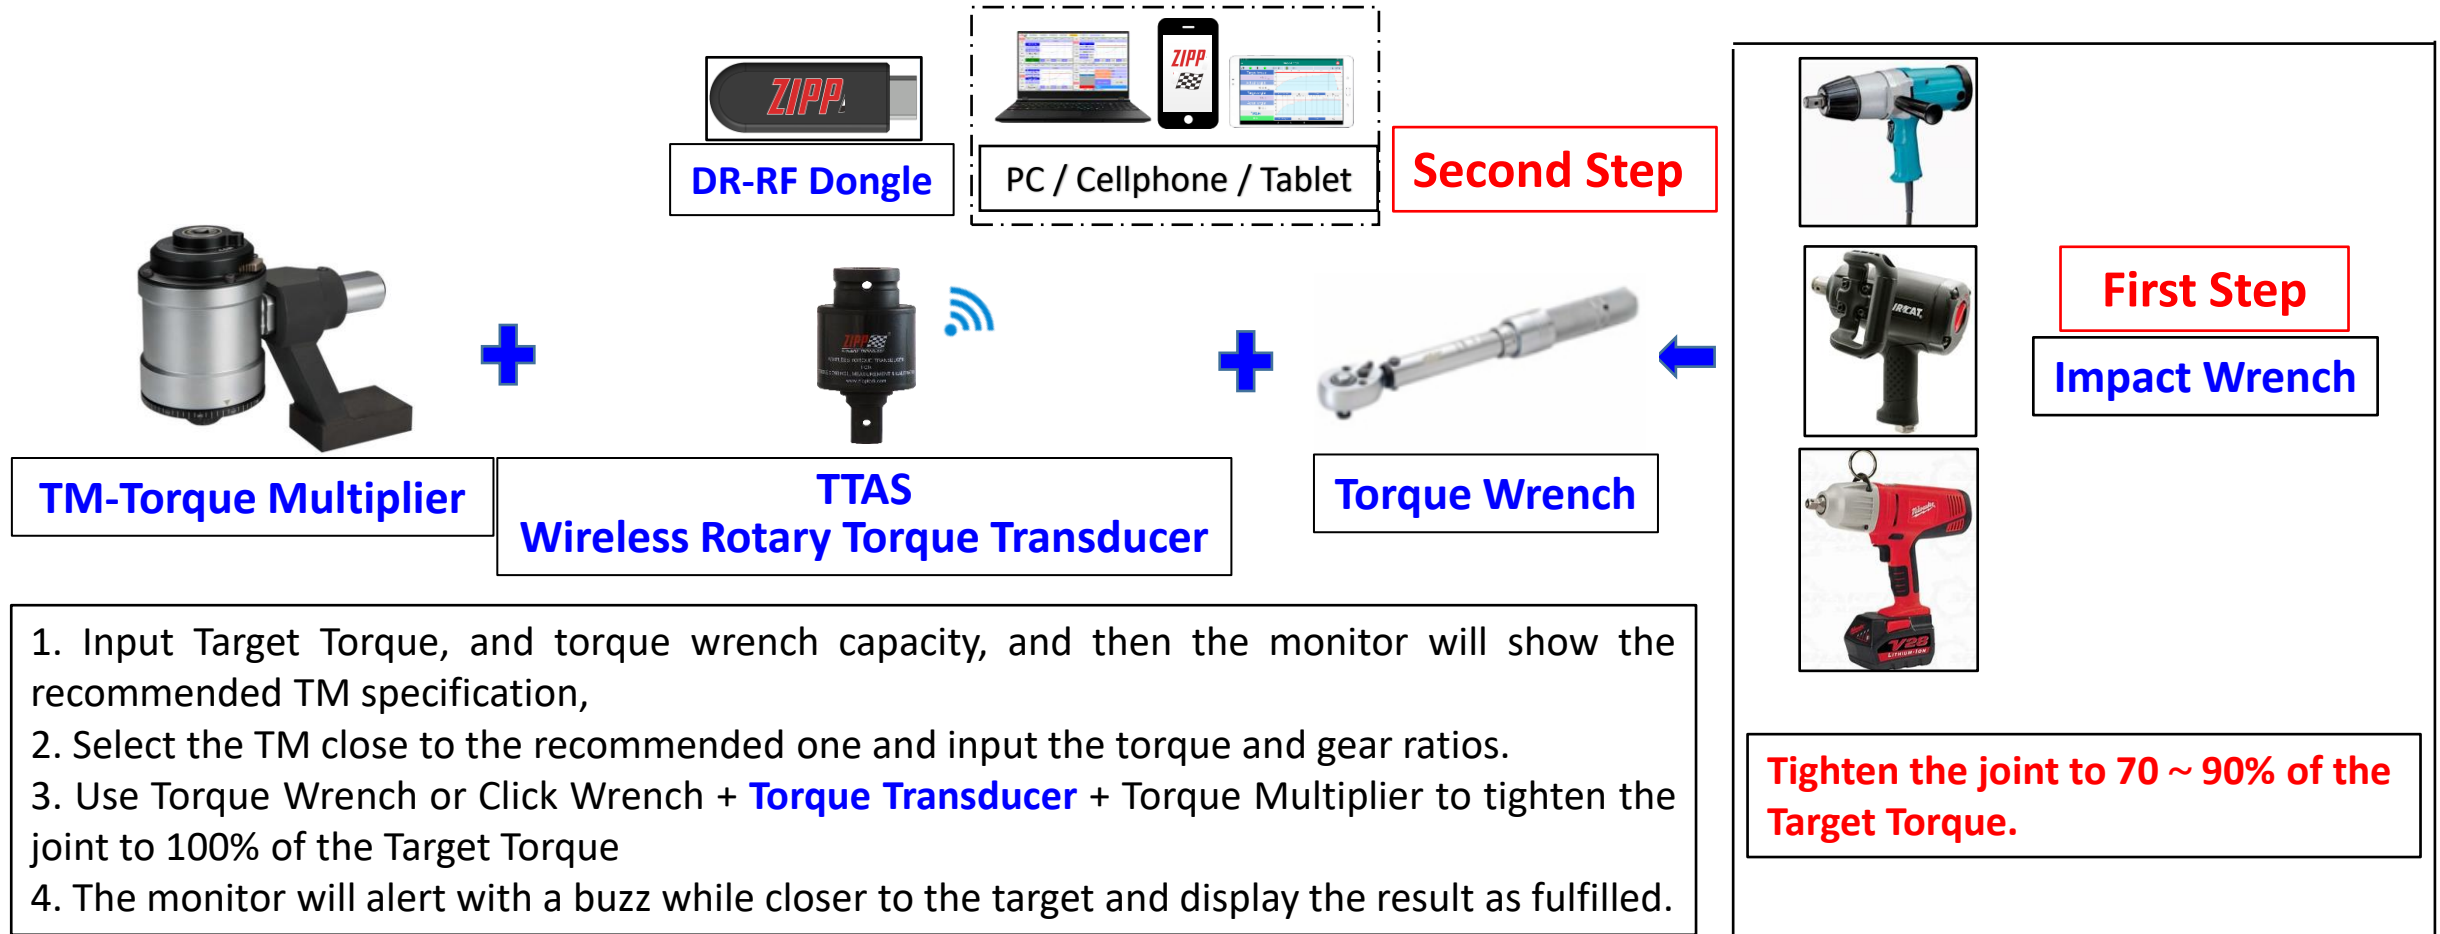 ZIPP
DR-RF Dongle
ZIPP
PC / Cellphone / Tablet
Second Step
ZIPP
TM-Torque Multiplier
TTAS
Wireless Rotary Torque Transducer
Torque Wrench
First Step
Impact Wrench
V28
LITHIUM-ION
Tighten the joint to 70 ~ 90% of the
Target Torque.
1. Input Target Torque, and torque wrench capacity, and then the monitor will show the
recommended TM specification,
2. Select the TM close to the recommended one and input the torque and gear ratios.
3. Use Torque Wrench or Click Wrench + Torque Transducer + Torque Multiplier to tighten the
joint to 100% of the Target Torque
4. The monitor will alert with a buzz while closer to the target and display the result as fulfilled.